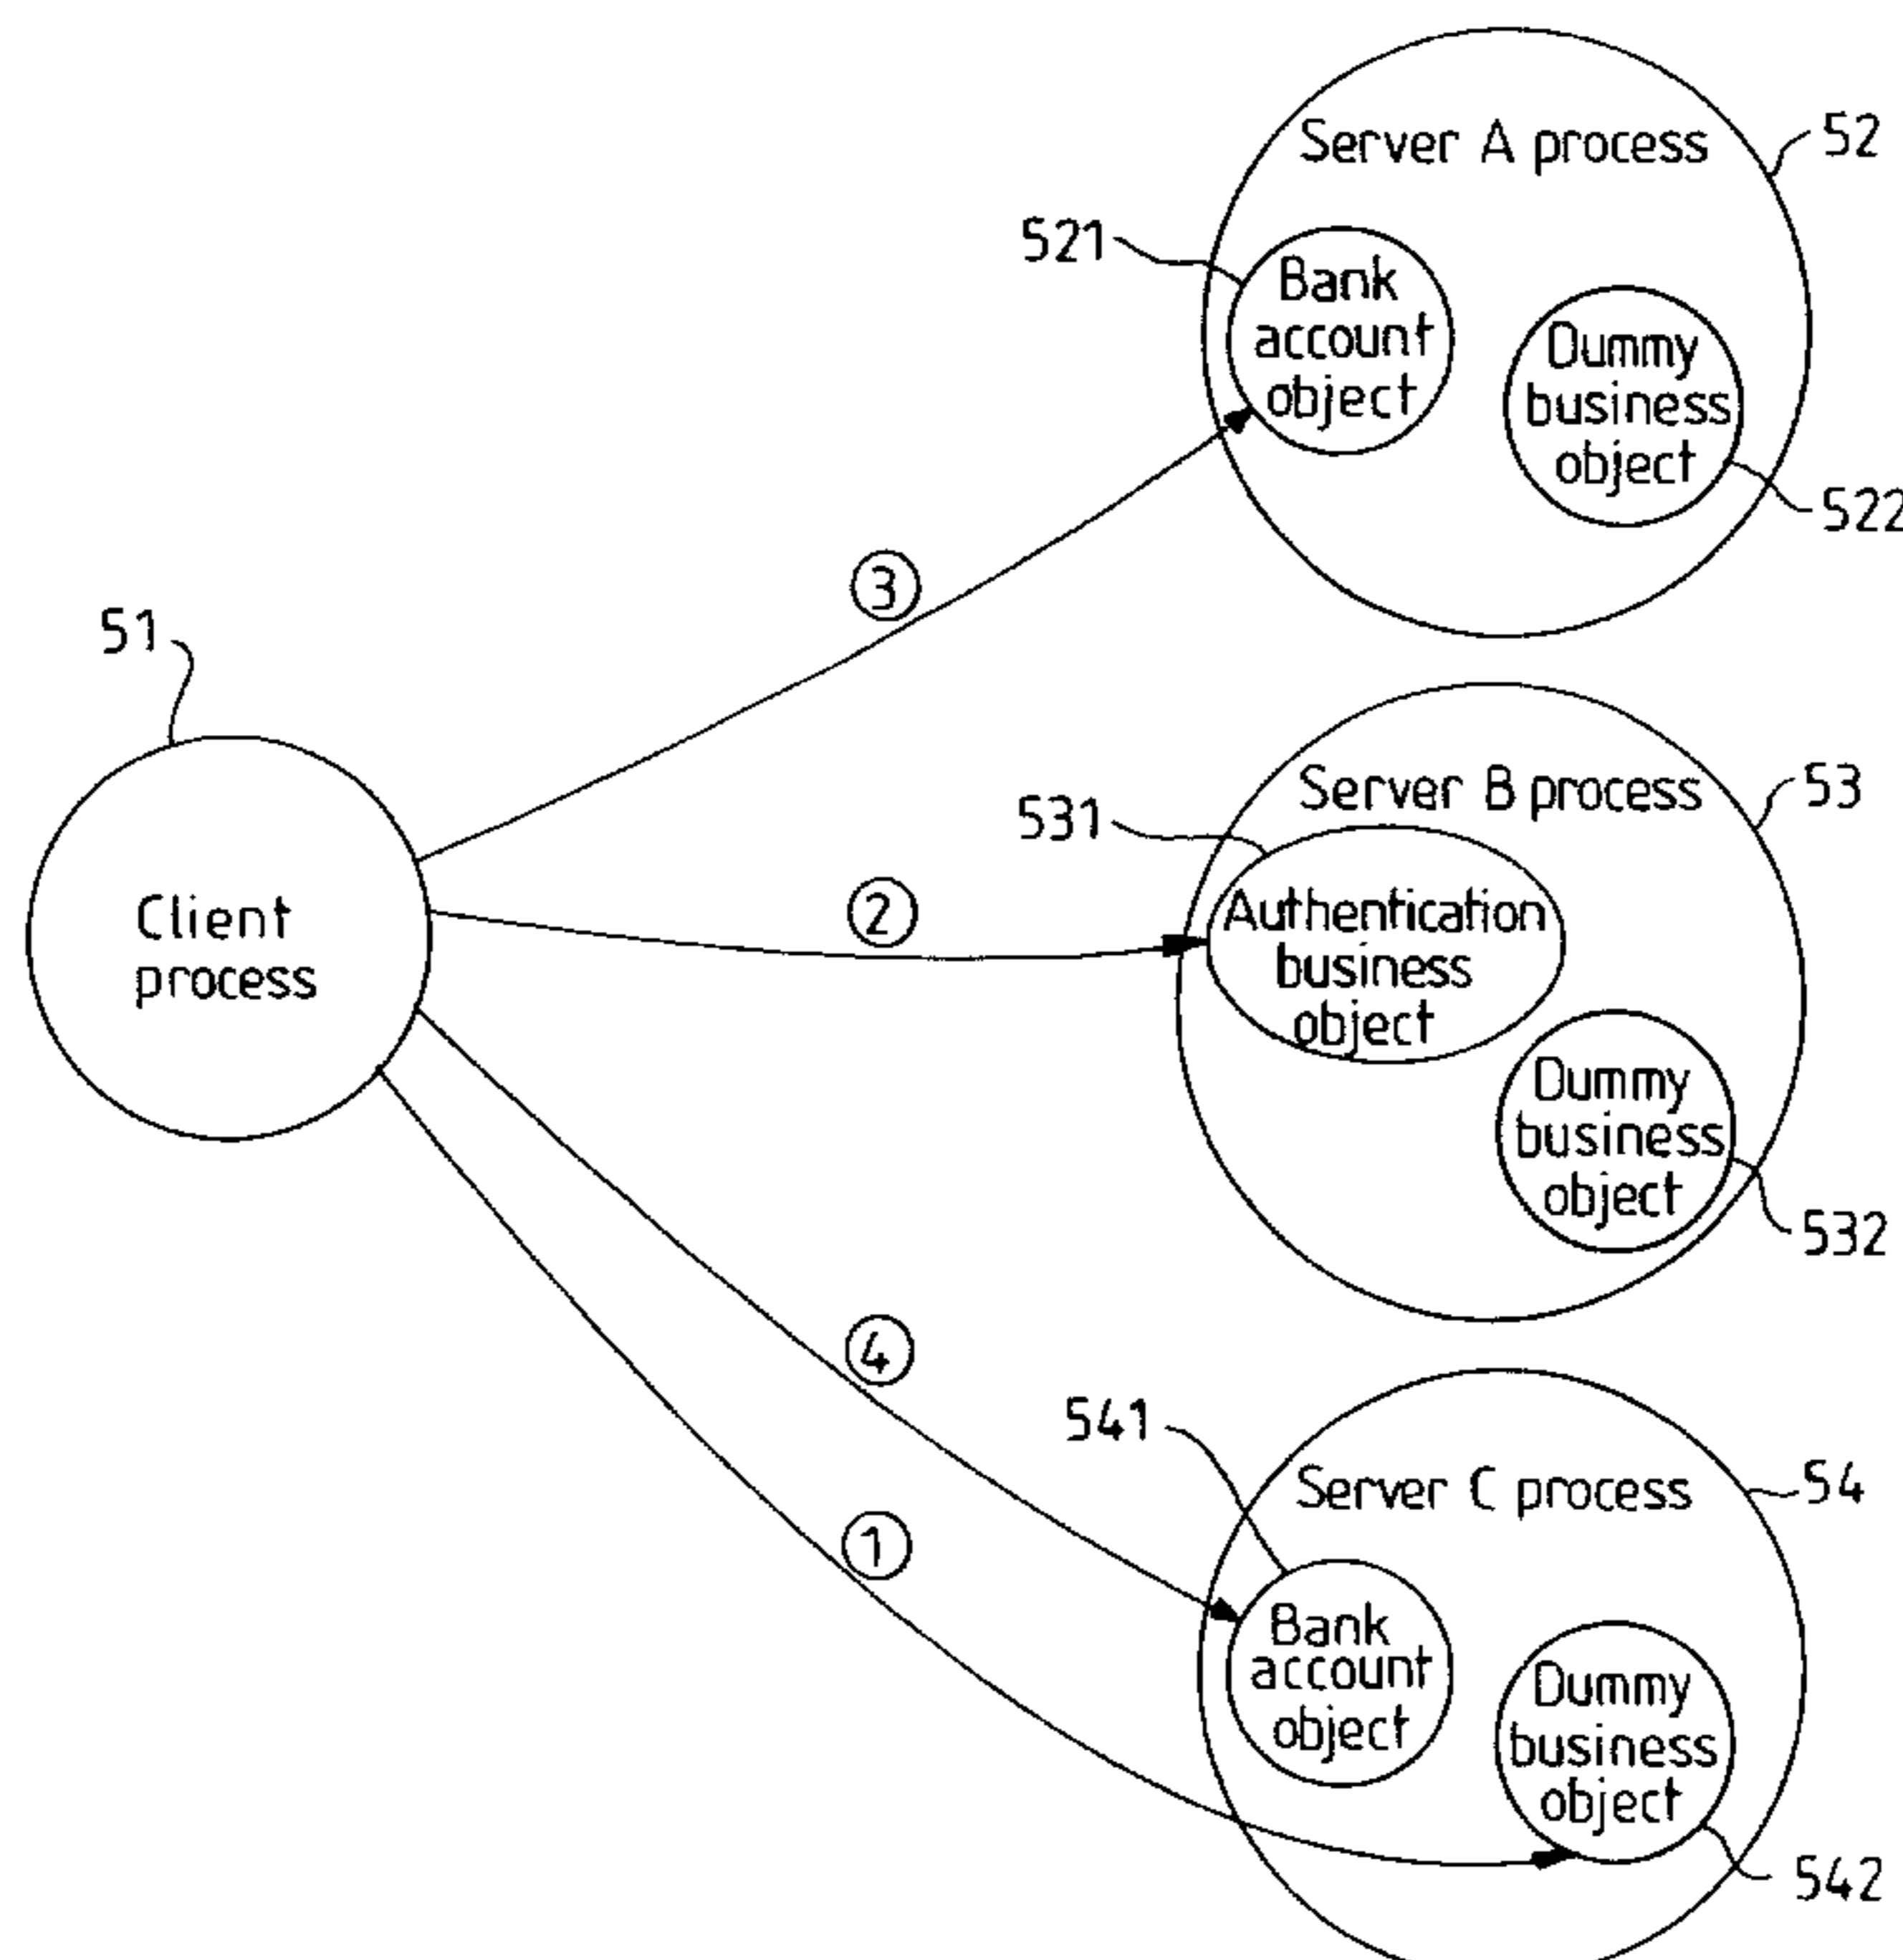 Server A process
52
521
Bank
account
object
Dummy
business
object
522
3
51
Server B process
53
531
Client
process
2
Authentication
business
object
Dummy
business
object
532
4
541
Server C process
54
1
Bank
account
object
Dummy
business
object
542